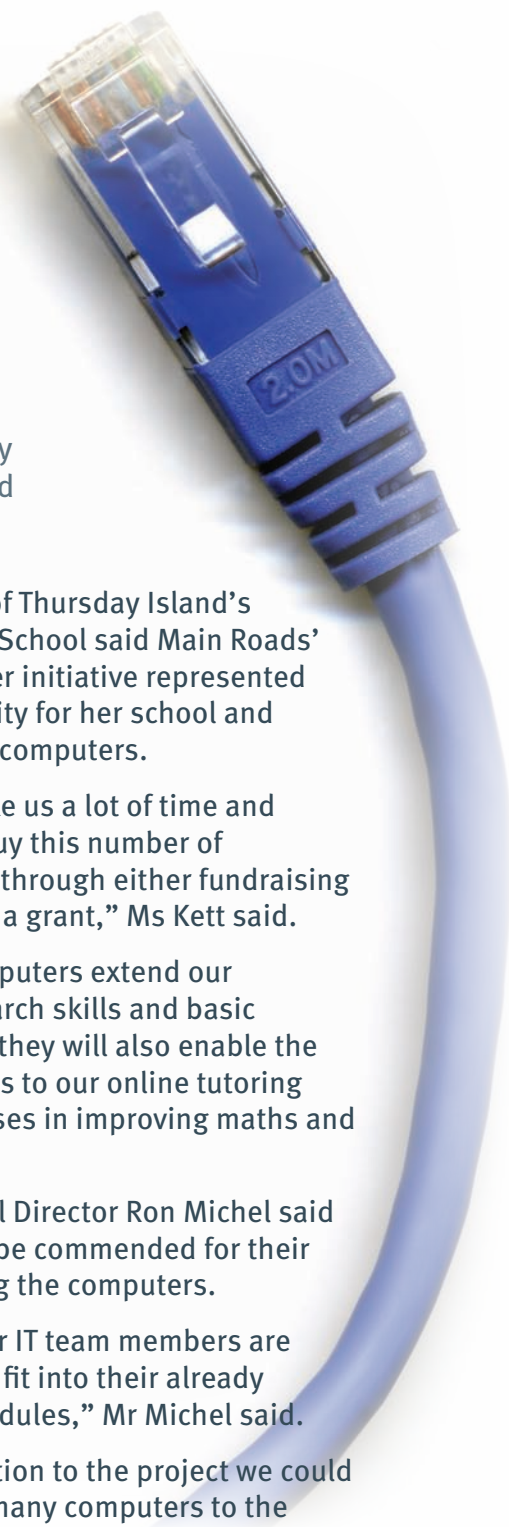 2.0M
y
d
of Thursday Island’s
School said Main Roads’
er initiative represented
ity for her school and
computers.
e us a lot of time and
uy this number of
through either fundraising
a grant,” Ms Kett said.
puters extend our
arch skills and basic
they will also enable the
s to our online tutoring
ses in improving maths and
l Director Ron Michel said
be commended for their
g the computers.
r IT team members are
fit into their already
dules,” Mr Michel said.
tion to the project we could
many computers to the